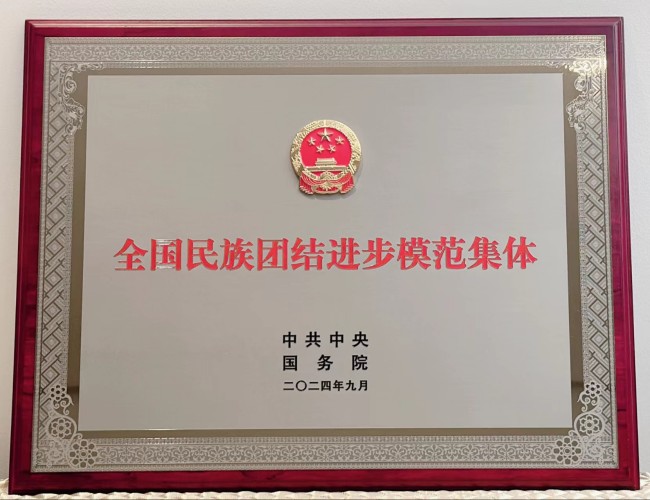 全国民族团结进步模范集体
中共中央
国务院
二〇二四年九月